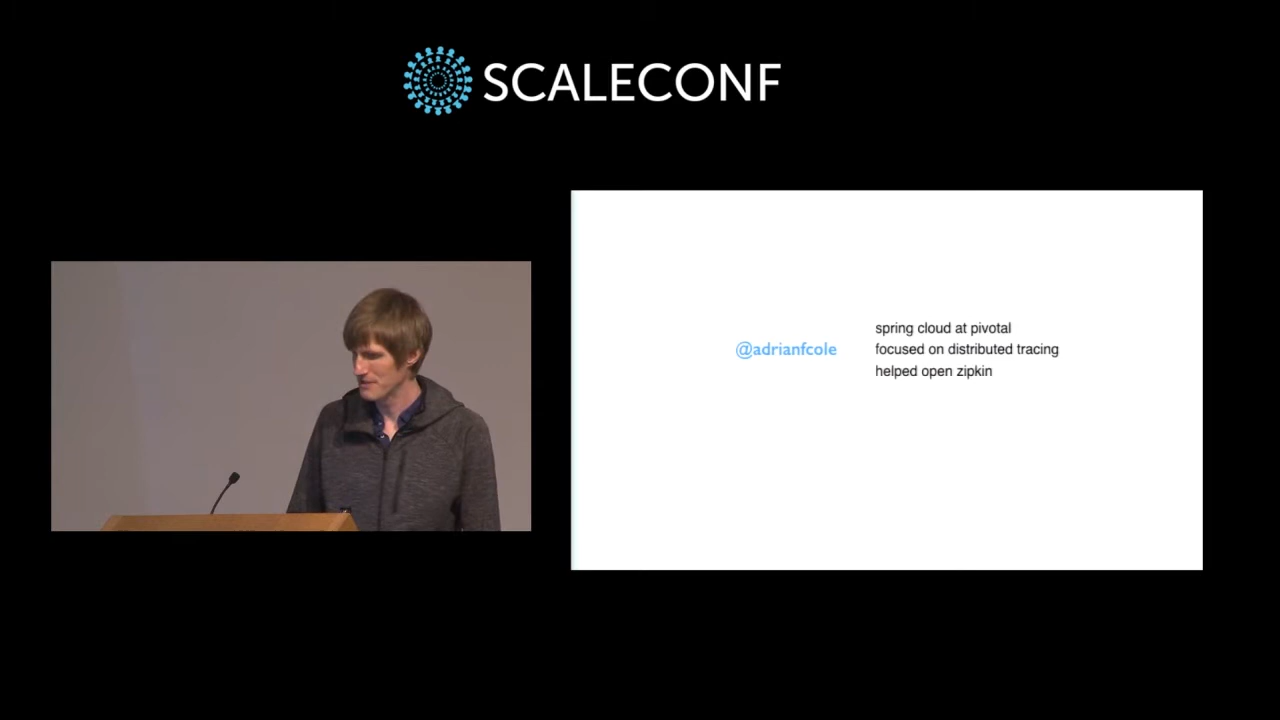 SCALECONF
@adrianfcole
spring cloud at pivotal
focused on distributed tracing
helped open zipkin